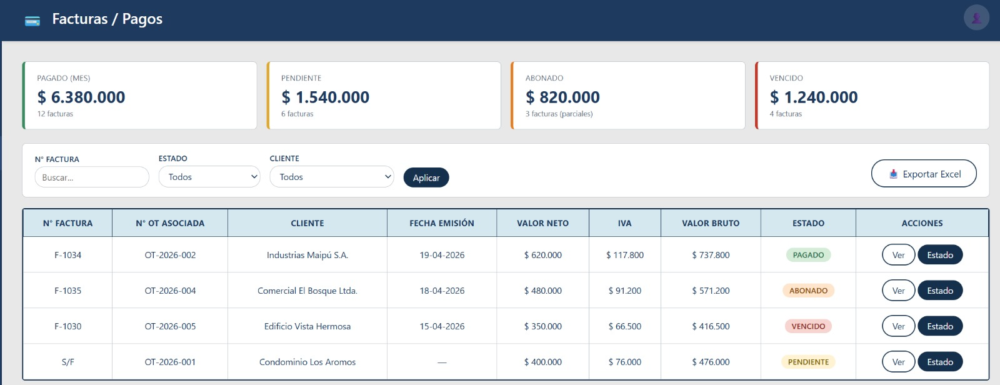 Facturas / Pagos
PAGADO (MES)
$ 6.380.000
12 facturas
PENDIENTE
$ 1.540.000
6 facturas
ABONADO
$ 820.000
3 facturas (parciales)
VENCIDO
$ 1.240.000
4 facturas
N° FACTURA
Buscar...
ESTADO
Todos
CLIENTE
Todos
Aplicar
Exportar Excel
N° FACTURA N° OT ASOCIADA CLIENTE FECHA EMISIÓN VALOR NETO IVA VALOR BRUTO ESTADO ACCIONES
F-1034 OT-2026-002 Industrias Maipú S.A. 19-04-2026 $ 620.000 $ 117.800 $ 737.800 PAGADO Ver Estado
F-1035 OT-2026-004 Comercial El Bosque Ltda. 18-04-2026 $ 480.000 $ 91.200 $ 571.200 ABONADO Ver Estado
F-1030 OT-2026-005 Edificio Vista Hermosa 15-04-2026 $ 350.000 $ 66.500 $ 416.500 VENCIDO Ver Estado
S/F OT-2026-001 Condominio Los Aromos — $ 400.000 $ 76.000 $ 476.000 PENDIENTE Ver Estado